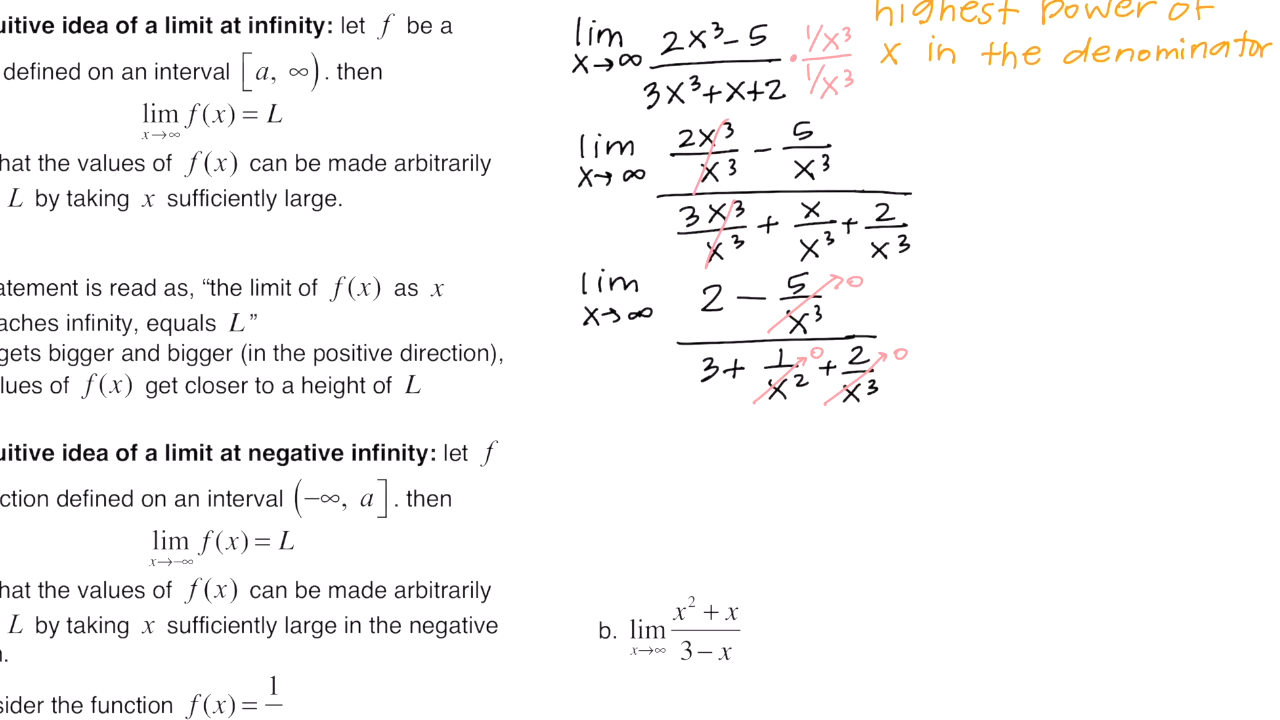 uitive idea of a limit at infinity: let f be a
defined on an interval [a, ∞). then
lim f(x) = L
x→∞
hat the values of f(x) can be made arbitrarily
L by taking x sufficiently large.
atement is read as, “the limit of f(x) as x
aches infinity, equals L”
gets bigger and bigger (in the positive direction),
lues of f(x) get closer to a height of L
uitive idea of a limit at negative infinity: let f
ction defined on an interval (−∞, a]. then
lim f(x) = L
x→−∞
hat the values of f(x) can be made arbitrarily
L by taking x sufficiently large in the negative
n.
sider the function f(x) = 1
highest power of
x in the denominator
lim 2x³ − 5 · 1/x³
x→∞ 3x³ + x + 2 1/x³
lim 2x³/x³ − 5/x³
x→∞
3x³/x³ + x/x³ + 2/x³
lim 2 − 5/x³ → 0
x→∞
3 + 1/x² → 0 + 2/x³ → 0
b. lim x² + x
x→∞ 3 − x